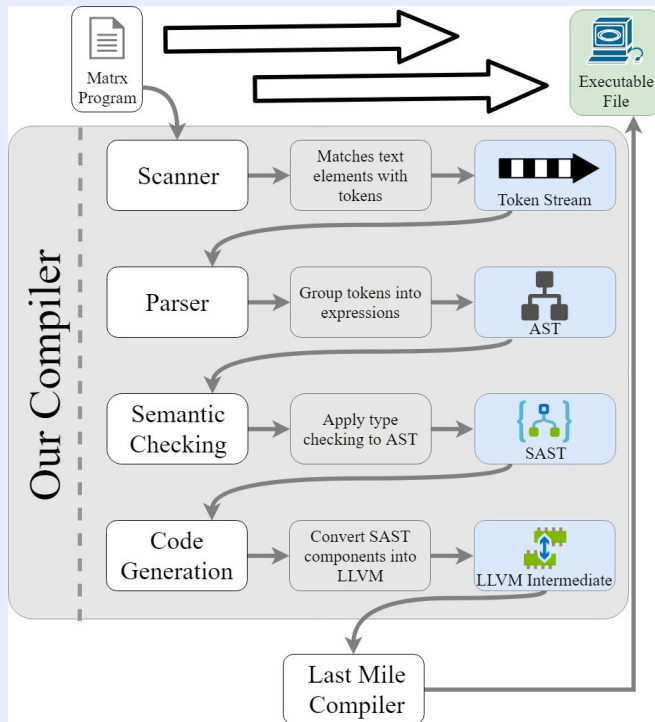 Matrx
Program
Executable
File
Our Compiler
Scanner
Matches text
elements with
tokens
Token Stream
Parser
Group tokens into
expressions
AST
Semantic
Checking
Apply type
checking to AST
SAST
Code
Generation
Convert SAST
components into
LLVM
LLVM Intermediate
Last Mile
Compiler